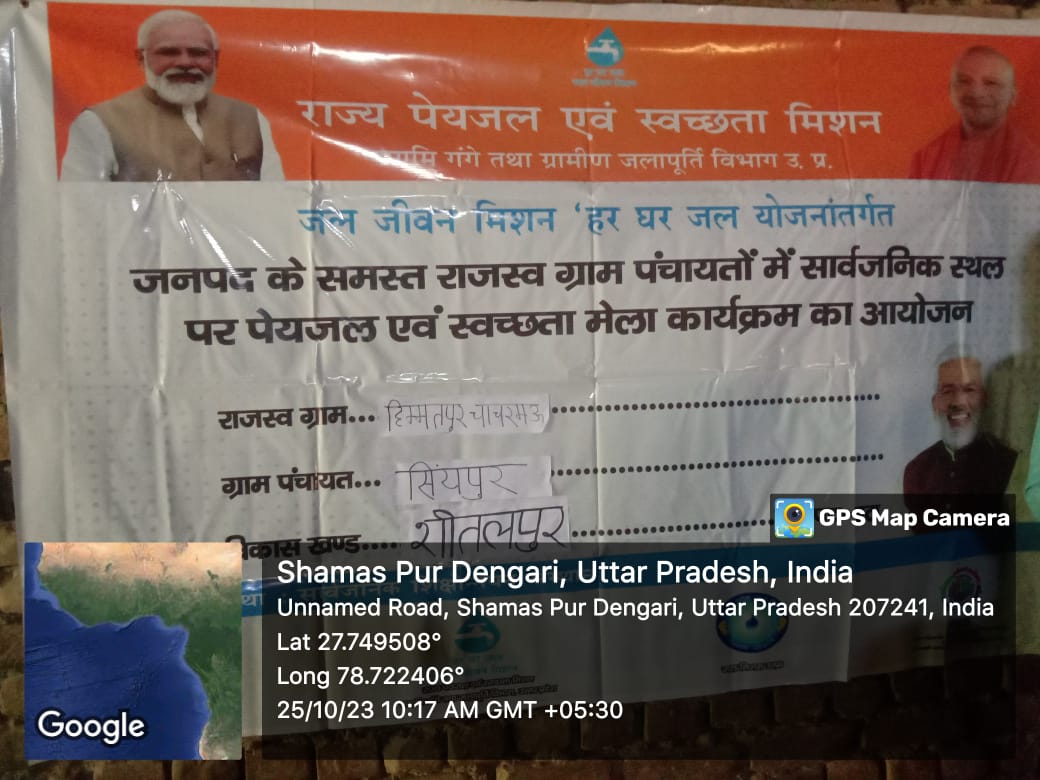 राज्य पेयजल एवं स्वच्छता मिशन
गंगे तथा ग्रामीण जलापूर्ति विभाग उ. प्र.
जल जीवन मिशन 'हर घर जल योजनांतर्गत
जनपद के समस्त राजस्व ग्राम पंचायतों में सार्वजनिक स्थल
पर पेयजल एवं स्वच्छता मेला कार्यक्रम का आयोजन
राजस्व ग्राम... हिम्मतपुर चाचरमऊ
ग्राम पंचायत... सिंयपुर
विकास खण्ड.... शीतलपुर
GPS Map Camera
Shamas Pur Dengari, Uttar Pradesh, India
Unnamed Road, Shamas Pur Dengari, Uttar Pradesh 207241, India
Lat 27.749508°
Long 78.722406°
25/10/23 10:17 AM GMT +05:30
Google